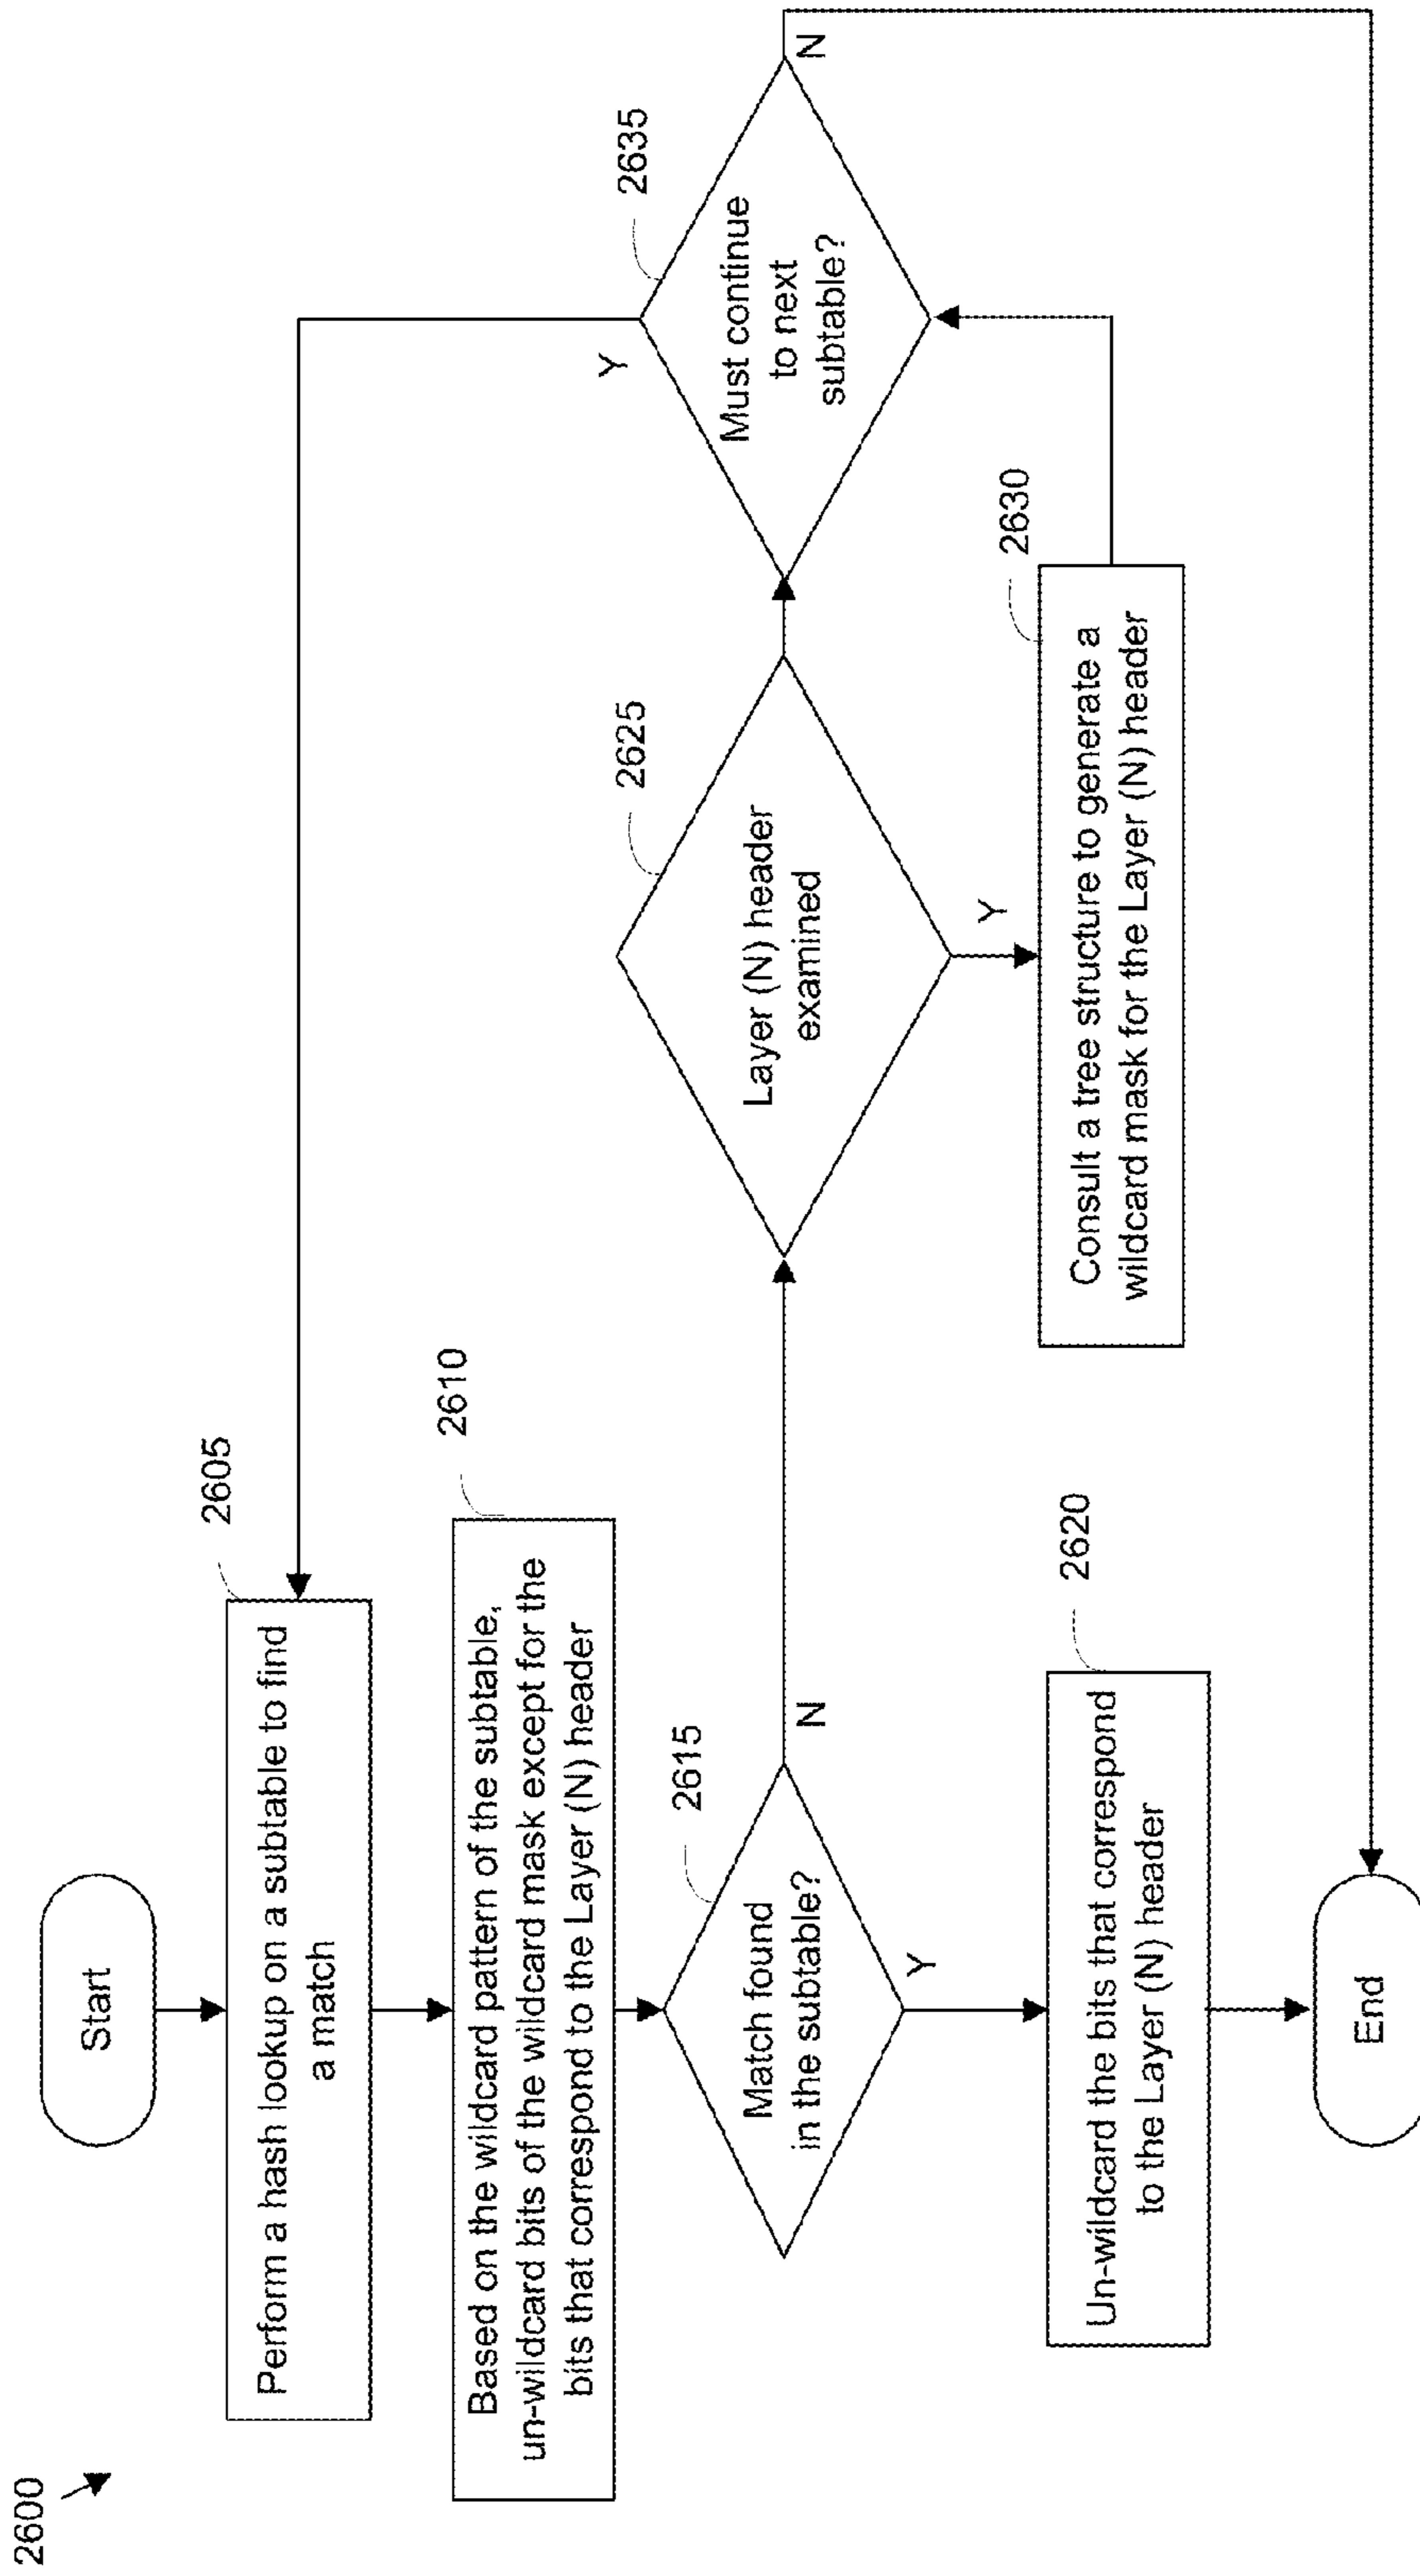 2600
Start
2605
Perform a hash lookup on a subtable to find
a match
2610
Based on the wildcard pattern of the subtable,
un-wildcard bits of the wildcard mask except for the
bits that correspond to the Layer (N) header
2615
Match found
in the subtable?
N
Y
2620
Un-wildcard the bits that correspond
to the Layer (N) header
End
2625
Layer (N) header
examined
Y
2630
Consult a tree structure to generate a
wildcard mask for the Layer (N) header
2635
Must continue
to next
subtable?
Y
N